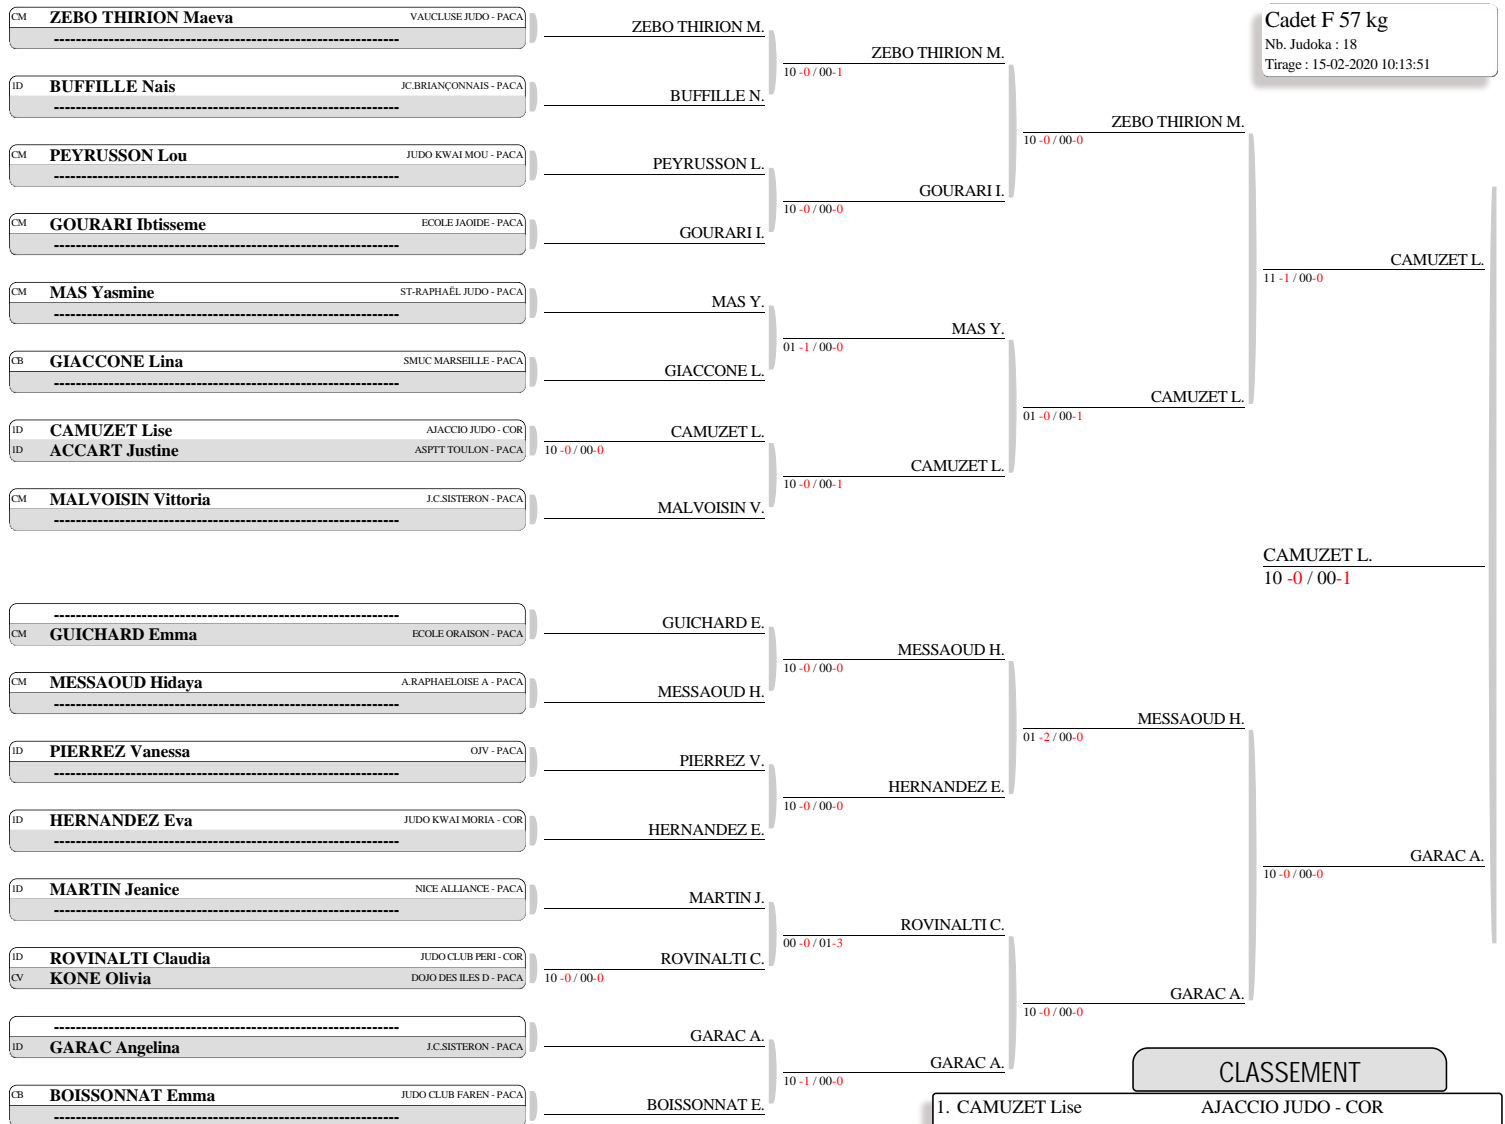 Cadet F 57 kg
Nb. Judoka : 18
Tirage : 15-02-2020 10:13:51
CM ZEBO THIRION Maeva VAUCLUSE JUDO - PACA
----------------------------------------------------------------
1D BUFFILLE Nais JC.BRIANÇONNAIS - PACA
----------------------------------------------------------------
CM PEYRUSSON Lou JUDO KWAI MOU - PACA
----------------------------------------------------------------
CM GOURARI Ibtisseme ECOLE JAOIDE - PACA
----------------------------------------------------------------
CM MAS Yasmine ST-RAPHAËL JUDO - PACA
----------------------------------------------------------------
CB GIACCONE Lina SMUC MARSEILLE - PACA
----------------------------------------------------------------
1D CAMUZET Lise AJACCIO JUDO - COR
1D ACCART Justine ASPTT TOULON - PACA
CM MALVOISIN Vittoria J.C.SISTERON - PACA
----------------------------------------------------------------
----------------------------------------------------------------
CM GUICHARD Emma ECOLE ORAISON - PACA
CM MESSAOUD Hidaya A.RAPHAELOISE A - PACA
----------------------------------------------------------------
1D PIERREZ Vanessa OJV - PACA
----------------------------------------------------------------
1D HERNANDEZ Eva JUDO KWAI MORIA - COR
----------------------------------------------------------------
1D MARTIN Jeanice NICE ALLIANCE - PACA
----------------------------------------------------------------
1D ROVINALTI Claudia JUDO CLUB PERI - COR
CV KONE Olivia DOJO DES ILES D - PACA
----------------------------------------------------------------
1D GARAC Angelina J.C.SISTERON - PACA
CB BOISSONNAT Emma JUDO CLUB FAREN - PACA
----------------------------------------------------------------
ZEBO THIRION M.
BUFFILLE N.
PEYRUSSON L.
GOURARI I.
MAS Y.
GIACCONE L.
CAMUZET L.
10 -0 / 00-0
MALVOISIN V.
GUICHARD E.
MESSAOUD H.
PIERREZ V.
HERNANDEZ E.
MARTIN J.
ROVINALTI C.
10 -0 / 00-0
GARAC A.
BOISSONNAT E.
ZEBO THIRION M.
10 -0 / 00-1
GOURARI I.
10 -0 / 00-0
MAS Y.
01 -1 / 00-0
CAMUZET L.
10 -0 / 00-1
MESSAOUD H.
10 -0 / 00-0
HERNANDEZ E.
10 -0 / 00-0
ROVINALTI C.
00 -0 / 01-3
GARAC A.
10 -1 / 00-0
ZEBO THIRION M.
10 -0 / 00-0
CAMUZET L.
01 -0 / 00-1
MESSAOUD H.
01 -2 / 00-0
GARAC A.
10 -0 / 00-0
CAMUZET L.
11 -1 / 00-0
GARAC A.
10 -0 / 00-0
CAMUZET L.
10 -0 / 00-1
CLASSEMENT
1. CAMUZET Lise AJACCIO JUDO - COR